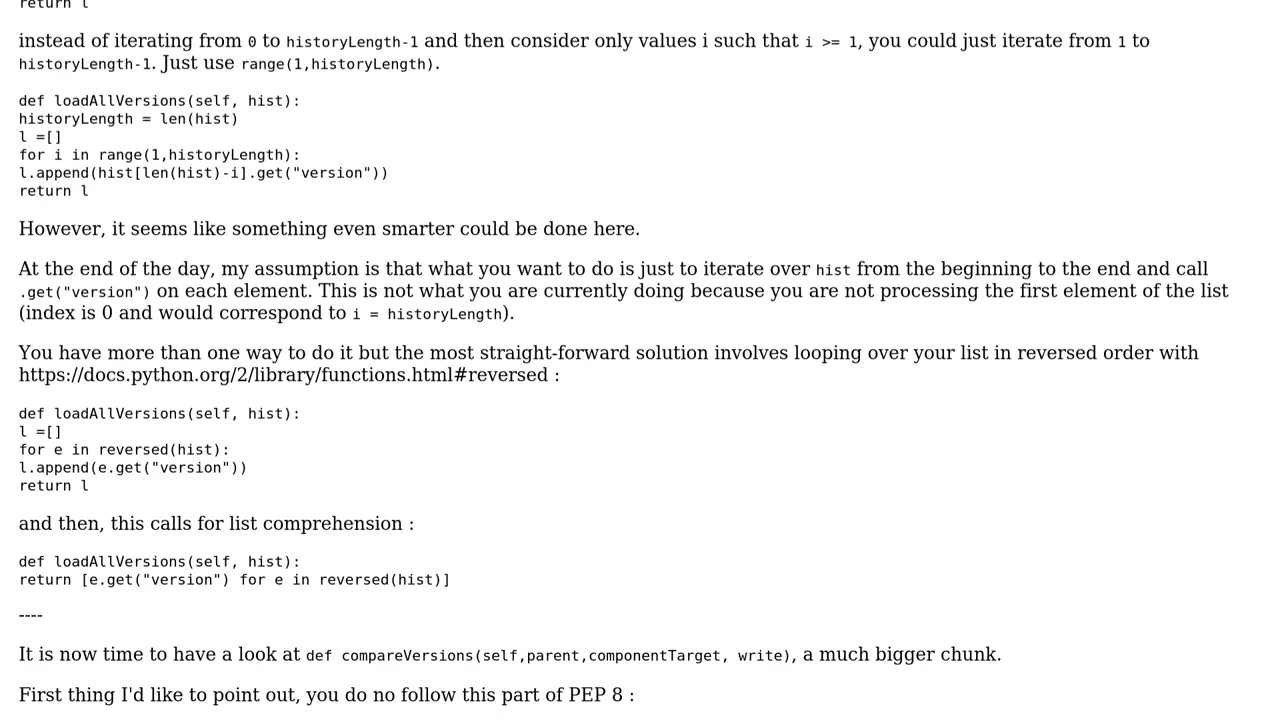 return l
instead of iterating from 0 to historyLength-1 and then consider only values i such that i >= 1, you could just iterate from 1 to
historyLength-1. Just use range(1,historyLength).
def loadAllVersions(self, hist):
historyLength = len(hist)
l =[]
for i in range(1,historyLength):
l.append(hist[len(hist)-i].get("version"))
return l
However, it seems like something even smarter could be done here.
At the end of the day, my assumption is that what you want to do is just to iterate over hist from the beginning to the end and call
.get("version") on each element. This is not what you are currently doing because you are not processing the first element of the list
(index is 0 and would correspond to i = historyLength).
You have more than one way to do it but the most straight-forward solution involves looping over your list in reversed order with
https://docs.python.org/2/library/functions.html#reversed :
def loadAllVersions(self, hist):
l =[]
for e in reversed(hist):
l.append(e.get("version"))
return l
and then, this calls for list comprehension :
def loadAllVersions(self, hist):
return [e.get("version") for e in reversed(hist)]
----
It is now time to have a look at def compareVersions(self,parent,componentTarget, write), a much bigger chunk.
First thing I'd like to point out, you do no follow this part of PEP 8 :